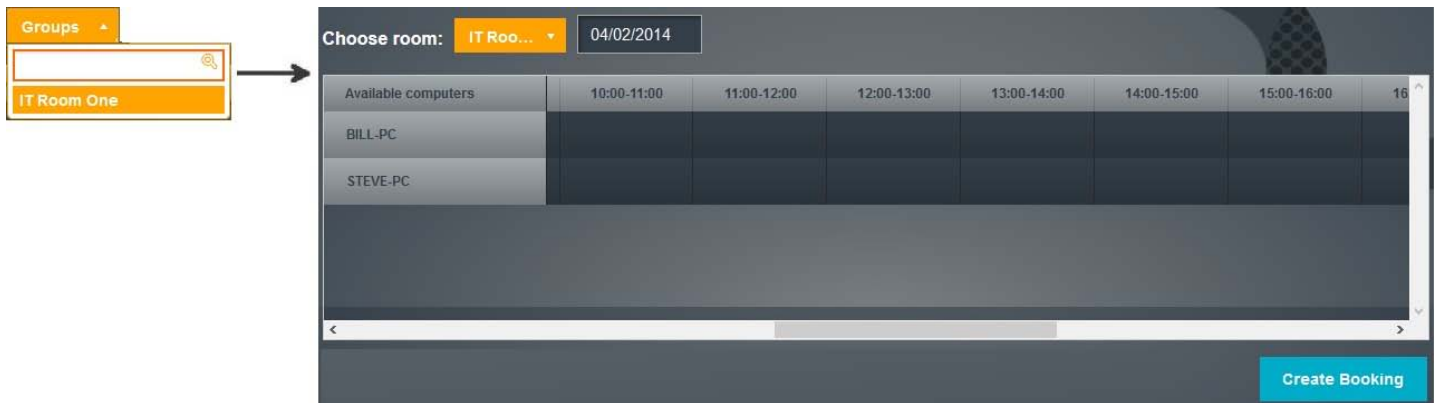 Groups
IT Room One
Choose room: IT Roo... 04/02/2014
Available computers 10:00-11:00 11:00-12:00 12:00-13:00 13:00-14:00 14:00-15:00 15:00-16:00 16
BILL-PC
STEVE-PC
Create Booking